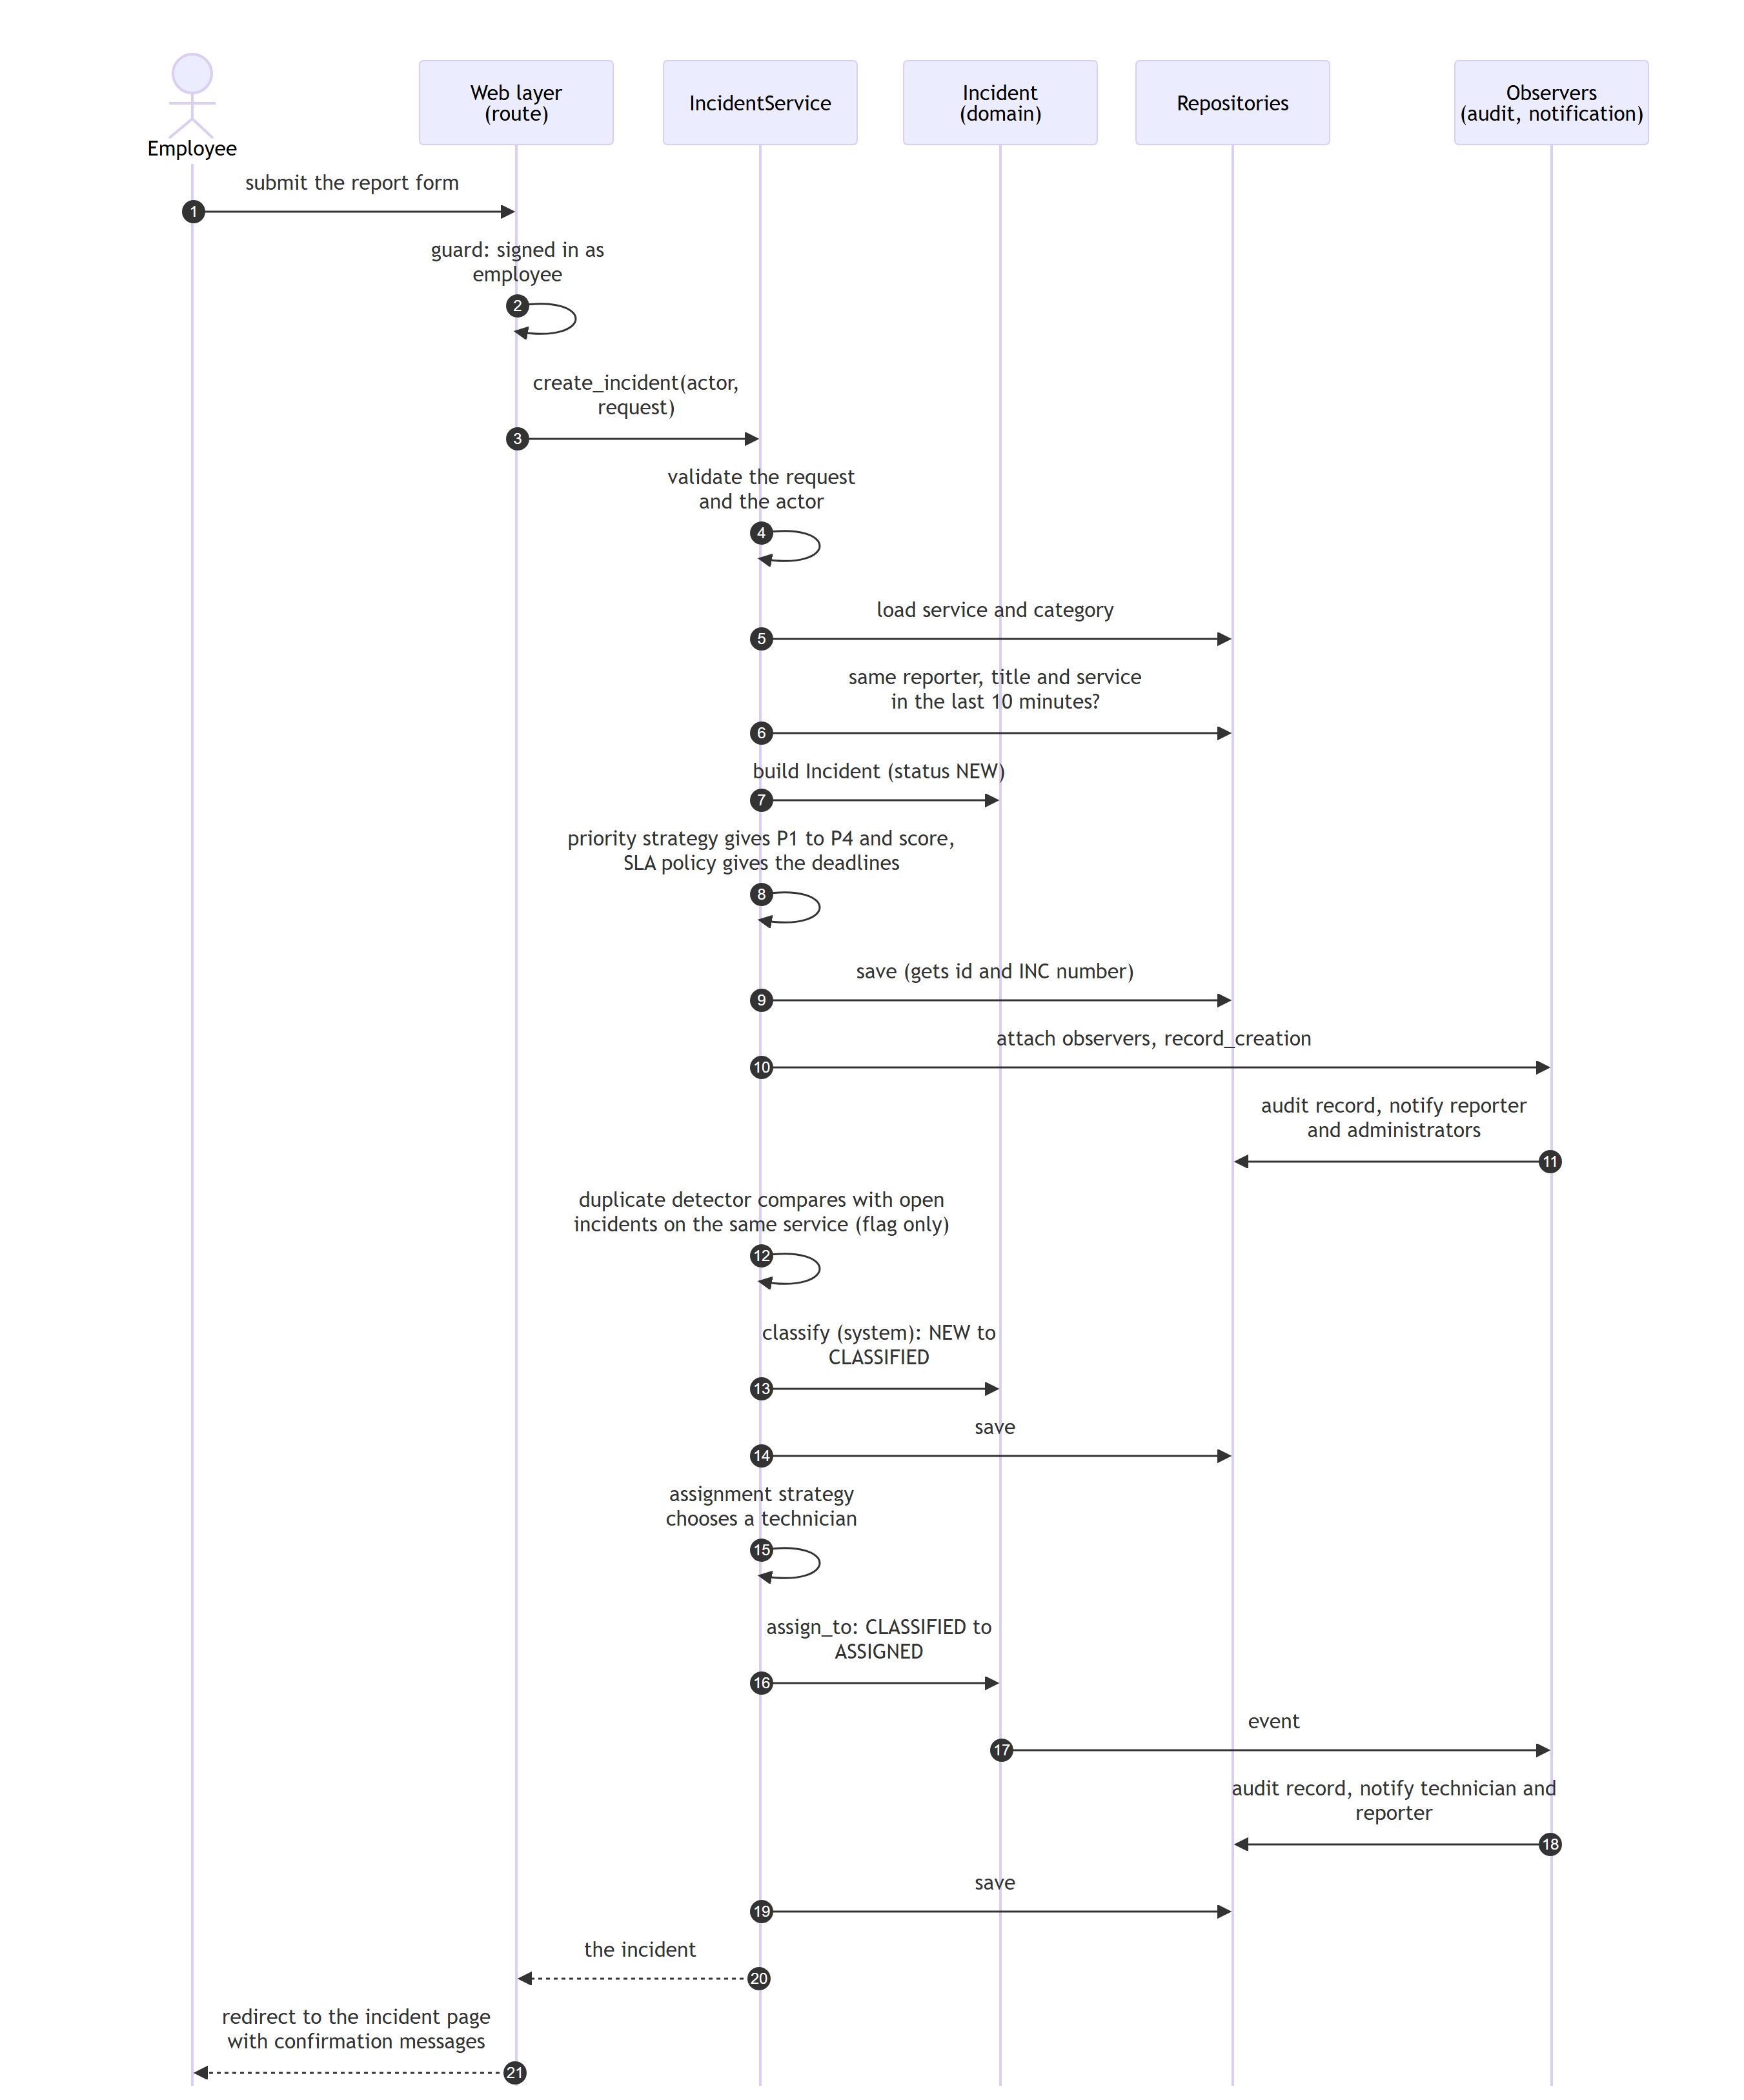 Employee
Web layer
(route)
IncidentService
Incident
(domain)
Repositories
Observers
(audit, notification)
submit the report form
1
guard: signed in as
employee
2
create_incident(actor,
request)
3
validate the request
and the actor
4
load service and category
5
same reporter, title and service
in the last 10 minutes?
6
build Incident (status NEW)
7
priority strategy gives P1 to P4 and score,
SLA policy gives the deadlines
8
save (gets id and INC number)
9
attach observers, record_creation
10
audit record, notify reporter
and administrators
11
duplicate detector compares with open
incidents on the same service (flag only)
12
classify (system): NEW to
CLASSIFIED
13
save
14
assignment strategy
chooses a technician
15
assign_to: CLASSIFIED to
ASSIGNED
16
event
17
audit record, notify technician and
reporter
18
save
19
the incident
20
redirect to the incident page
with confirmation messages
21